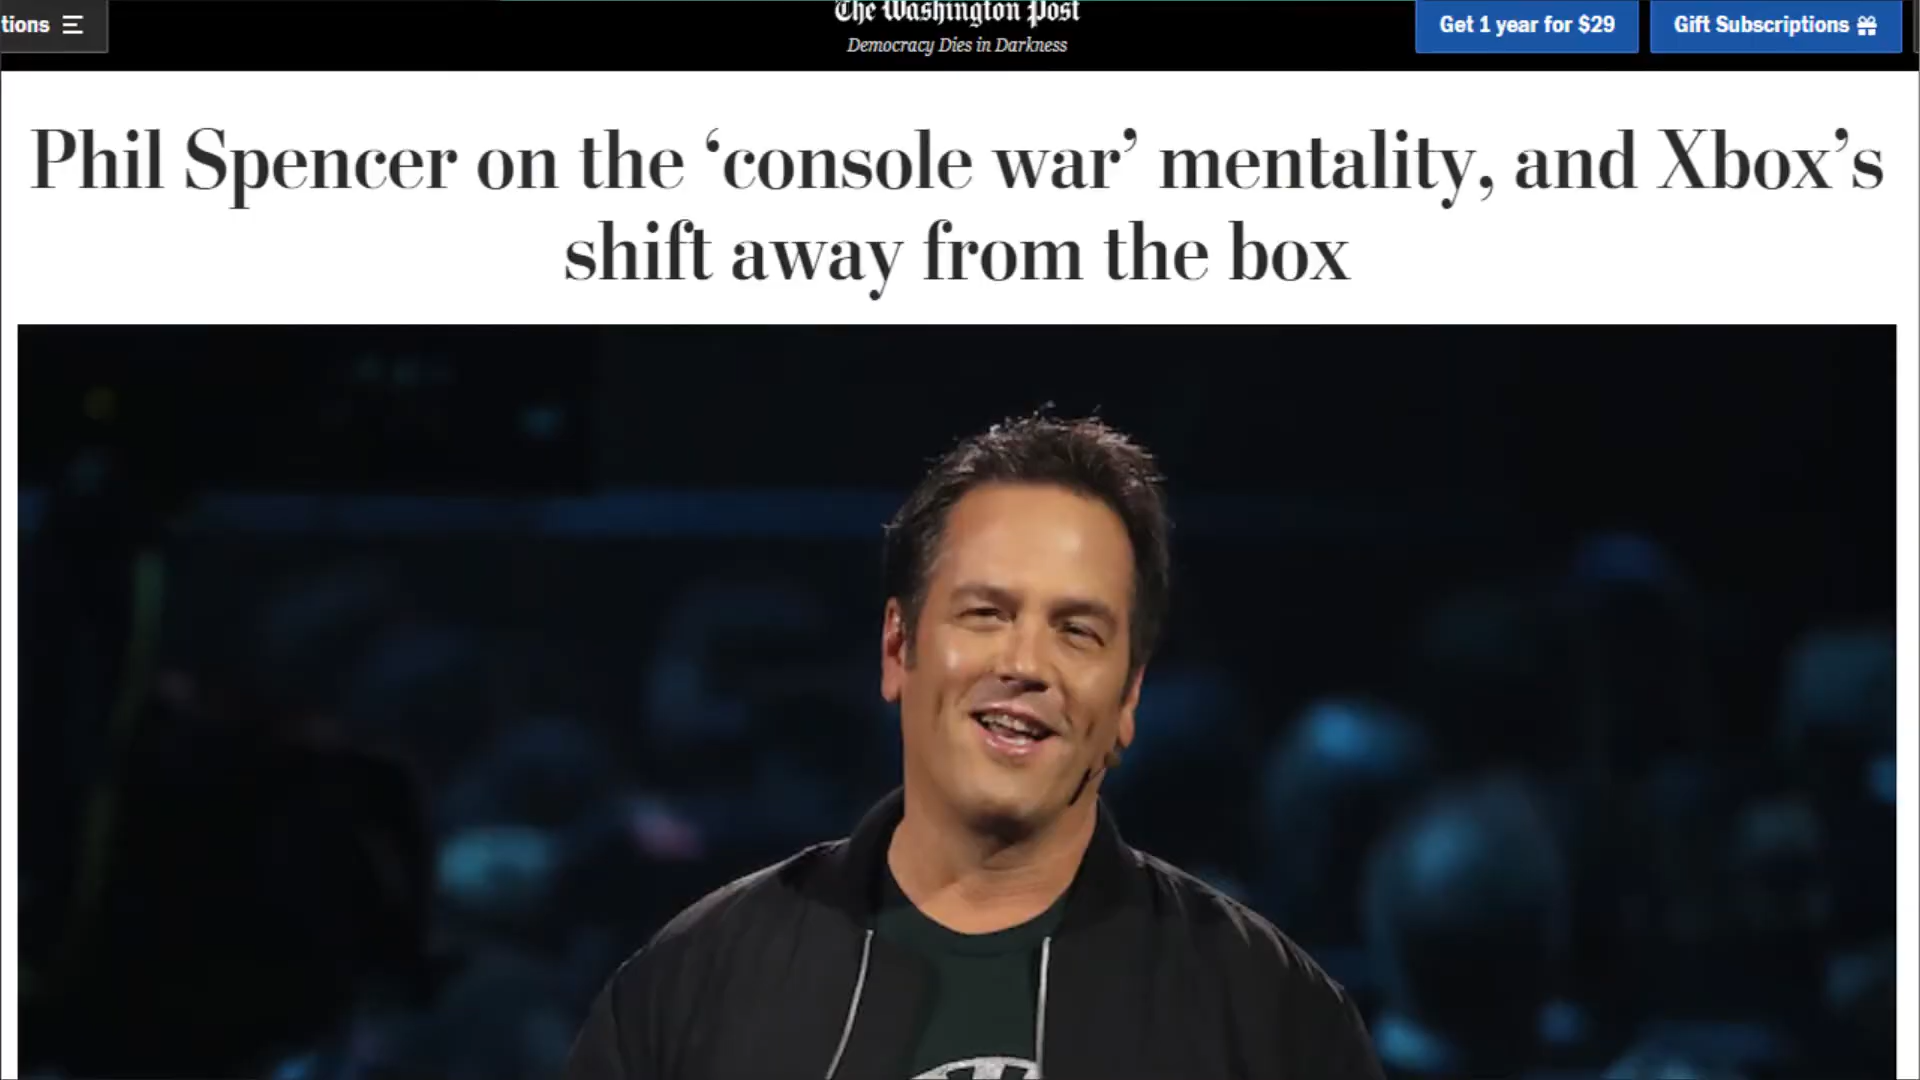 tions
The Washington Post
Democracy Dies in Darkness
Get 1 year for $29
Gift Subscriptions
Phil Spencer on the ‘console war’ mentality, and Xbox’s
shift away from the box